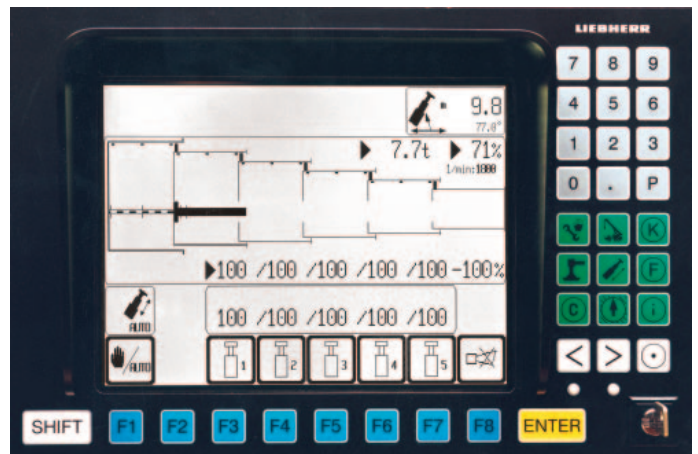 LIEBHERR
7 8 9
4 5 6
1 2 3
0 . P
K
F
C i
< >
m 9.8
77.0°
7.7t 71%
1/min:1800
100 /100 /100 /100 /100 -100%
AUTO
100 /100 /100 /100 /100
/AUTO 1 2 3 4 5
SHIFT F1 F2 F3 F4 F5 F6 F7 F8 ENTER